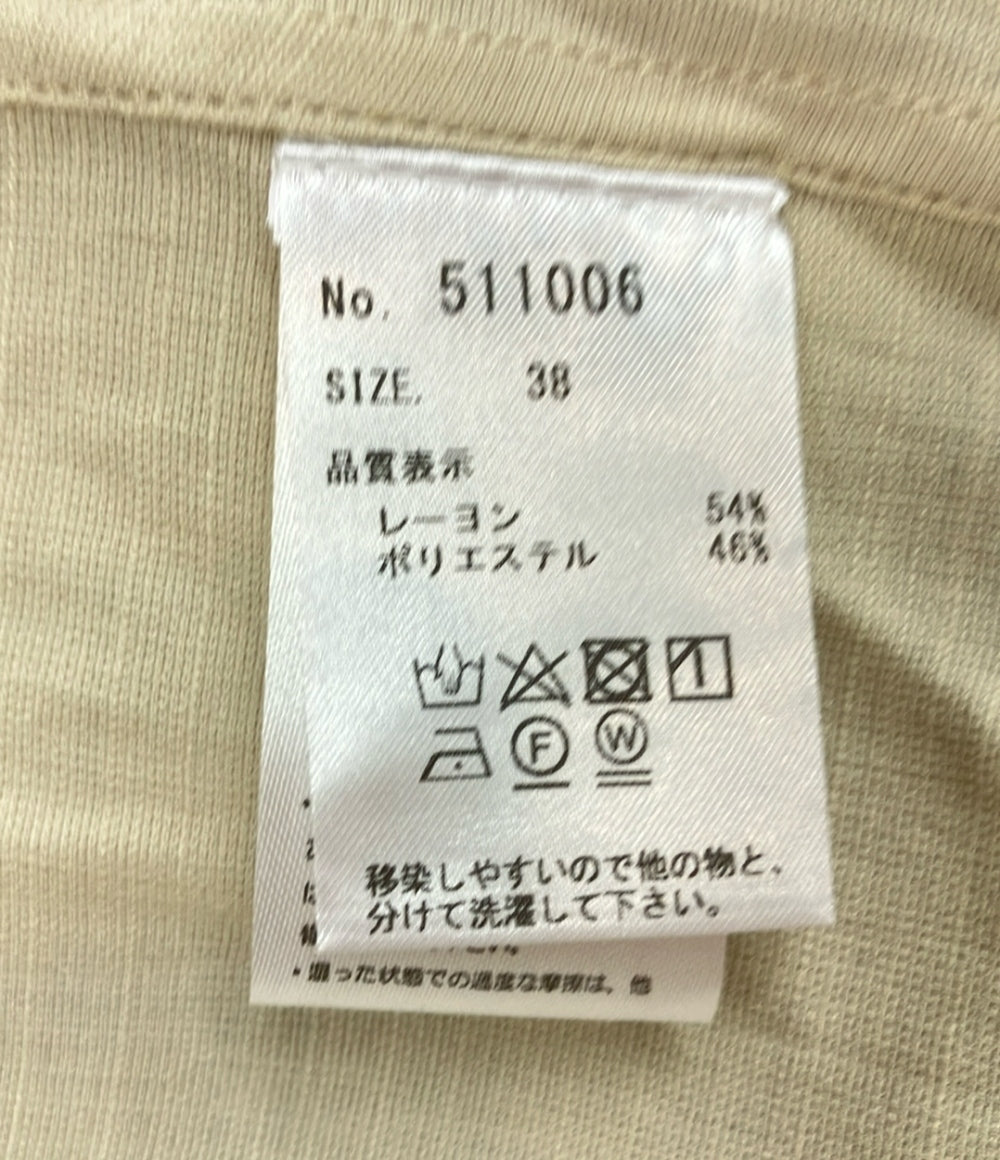 No. 511006
SIZE. 38
品質表示
レーヨン 54%
ポリエステル 46%
F W
移染しやすいので他の物と、
分けて洗濯して下さい。
・湿った状態での過度な摩擦は、他